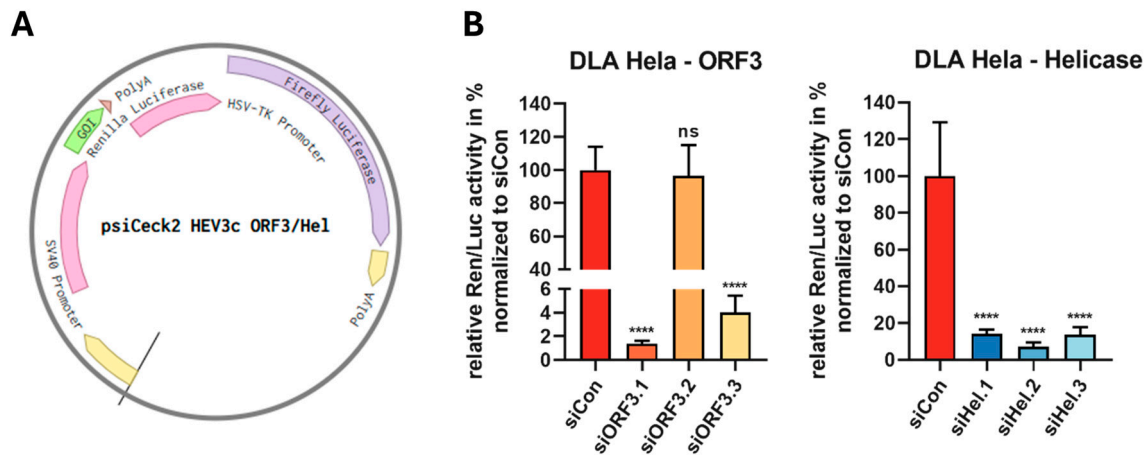 A
PolyA
GOI
Renilla Luciferase
HSV-TK Promoter
Firefly Luciferase
psiCeck2 HEV3c ORF3/Hel
SV40 Promoter
PolyA
B
DLA Hela - ORF3
relative Ren/Luc activity in %
normalized to siCon
140
120
100
80
60
40
6
4
2
0
ns
****
****
siCon
siORF3.1
siORF3.2
siORF3.3
DLA Hela - Helicase
relative Ren/Luc activity in %
normalized to siCon
140
120
100
80
60
40
20
0
****
****
****
siCon
siHel.1
siHel.2
siHel.3